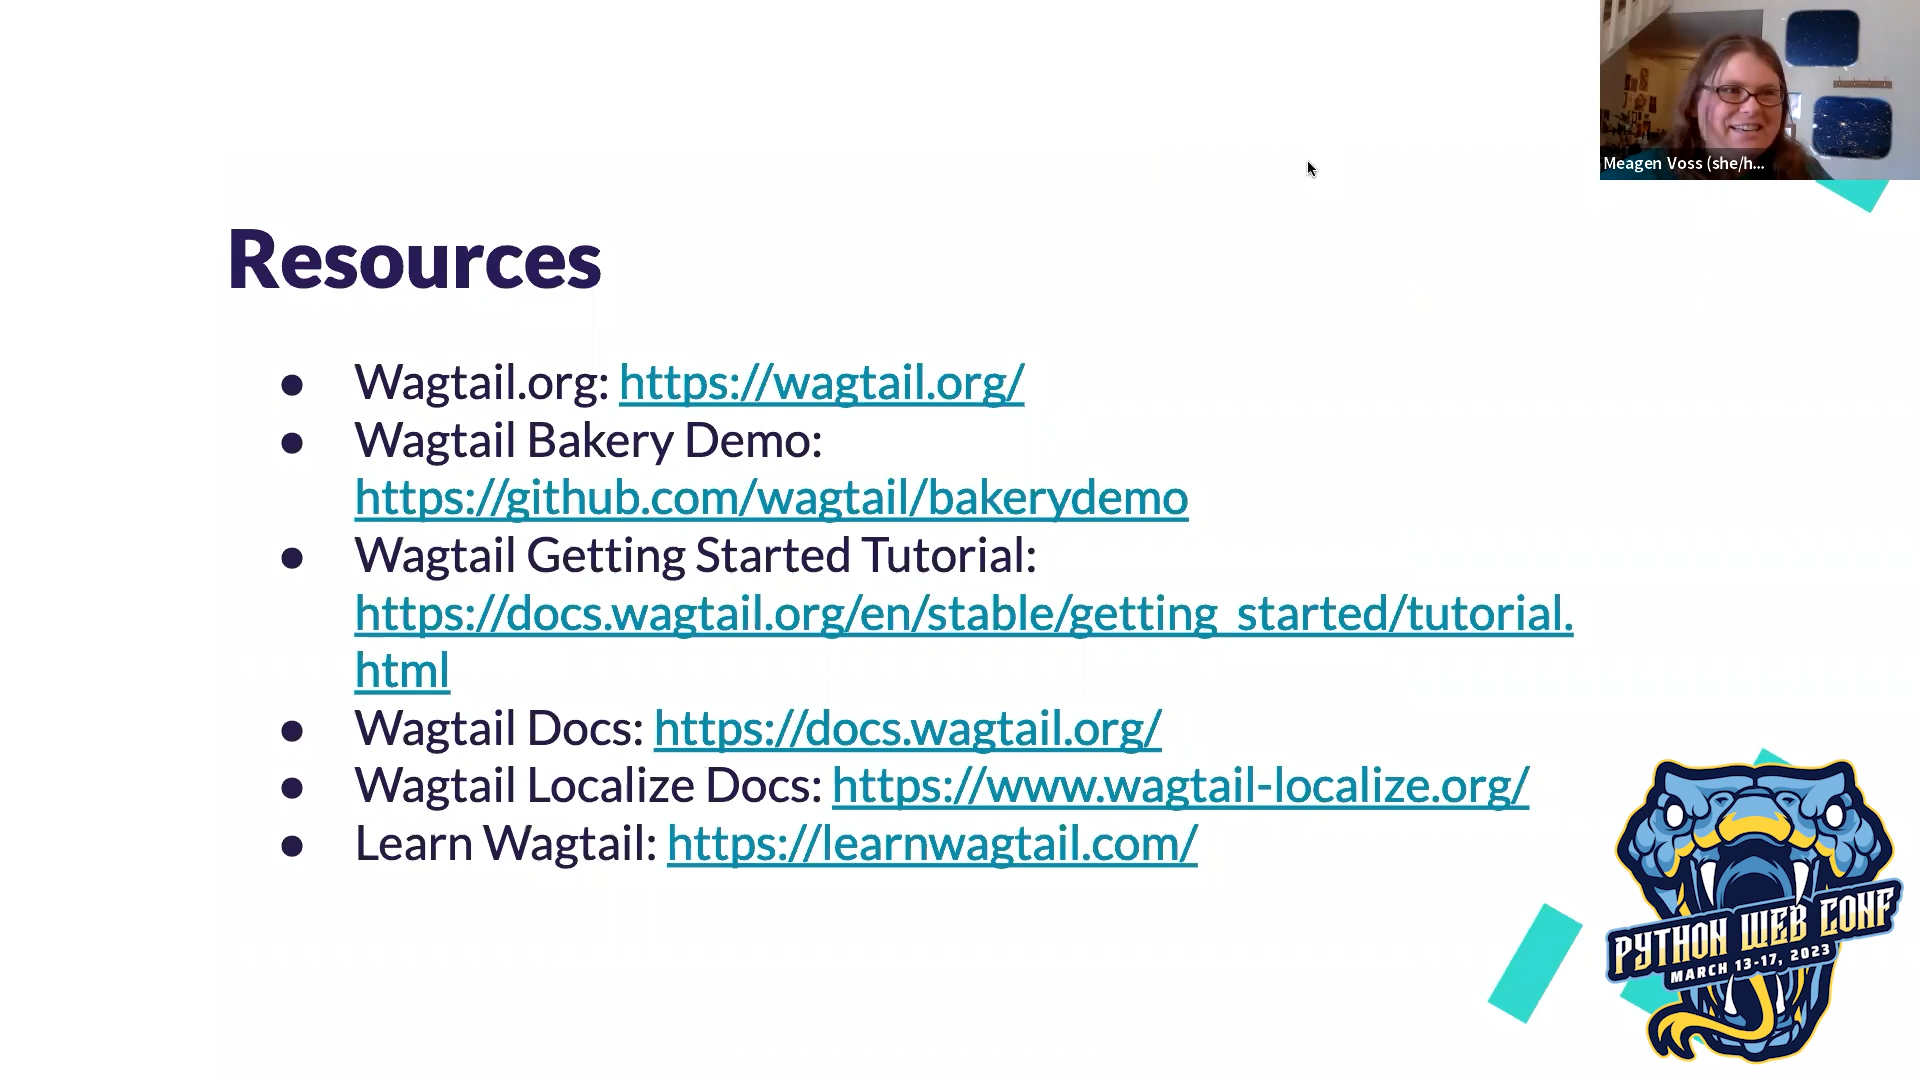 Meagen Voss (she/h...
Resources
● Wagtail.org: https://wagtail.org/
● Wagtail Bakery Demo:
https://github.com/wagtail/bakerydemo
● Wagtail Getting Started Tutorial:
https://docs.wagtail.org/en/stable/getting_started/tutorial.
html
● Wagtail Docs: https://docs.wagtail.org/
● Wagtail Localize Docs: https://www.wagtail-localize.org/
● Learn Wagtail: https://learnwagtail.com/
PYTHON WEB CONF
MARCH 13-17, 2023